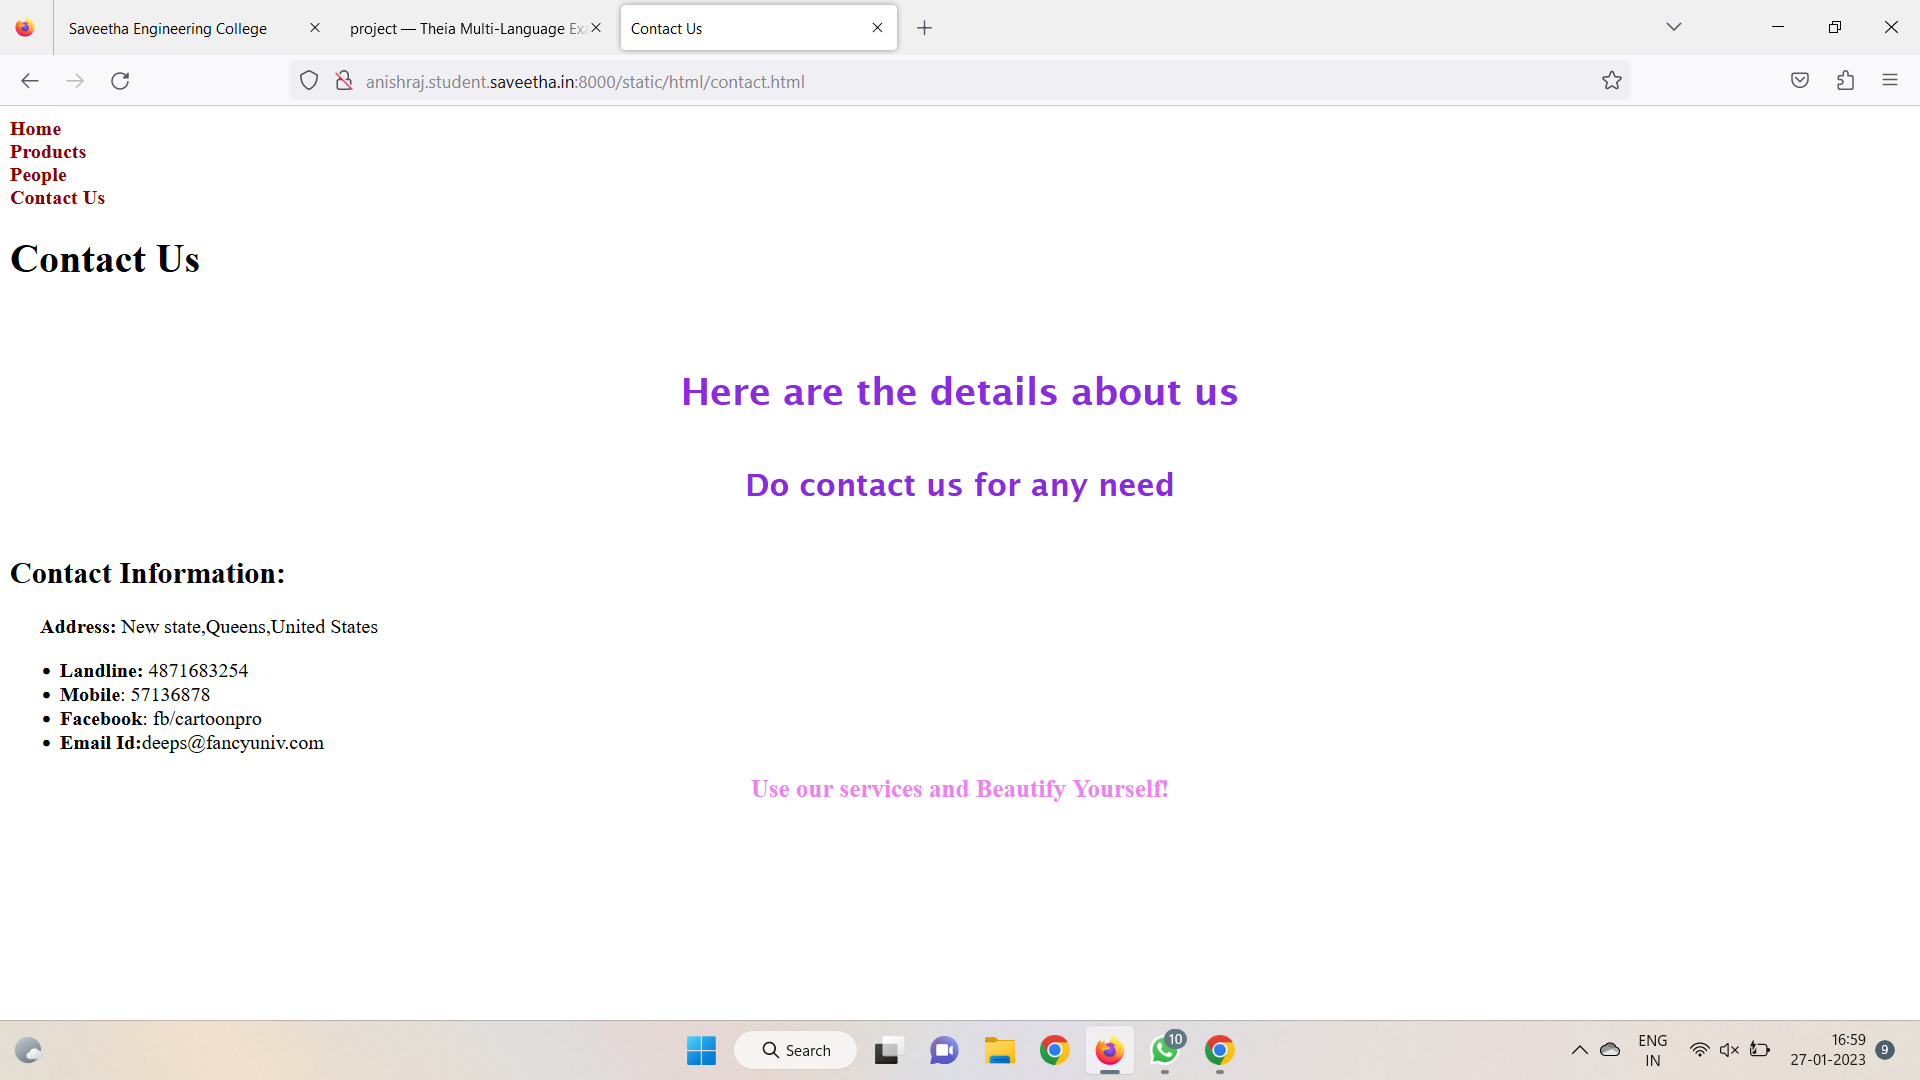 Saveetha Engineering College
project — Theia Multi-Language Exa
Contact Us
anishraj.student.saveetha.in:8000/static/html/contact.html
Home
Products
People
Contact Us
Contact Us
Here are the details about us
Do contact us for any need
Contact Information:
Address: New state,Queens,United States
Landline: 4871683254
Mobile: 57136878
Facebook: fb/cartoonpro
Email Id:deeps@fancyuniv.com
Use our services and Beautify Yourself!
Search
10
ENG
IN
16:59
27-01-2023
9